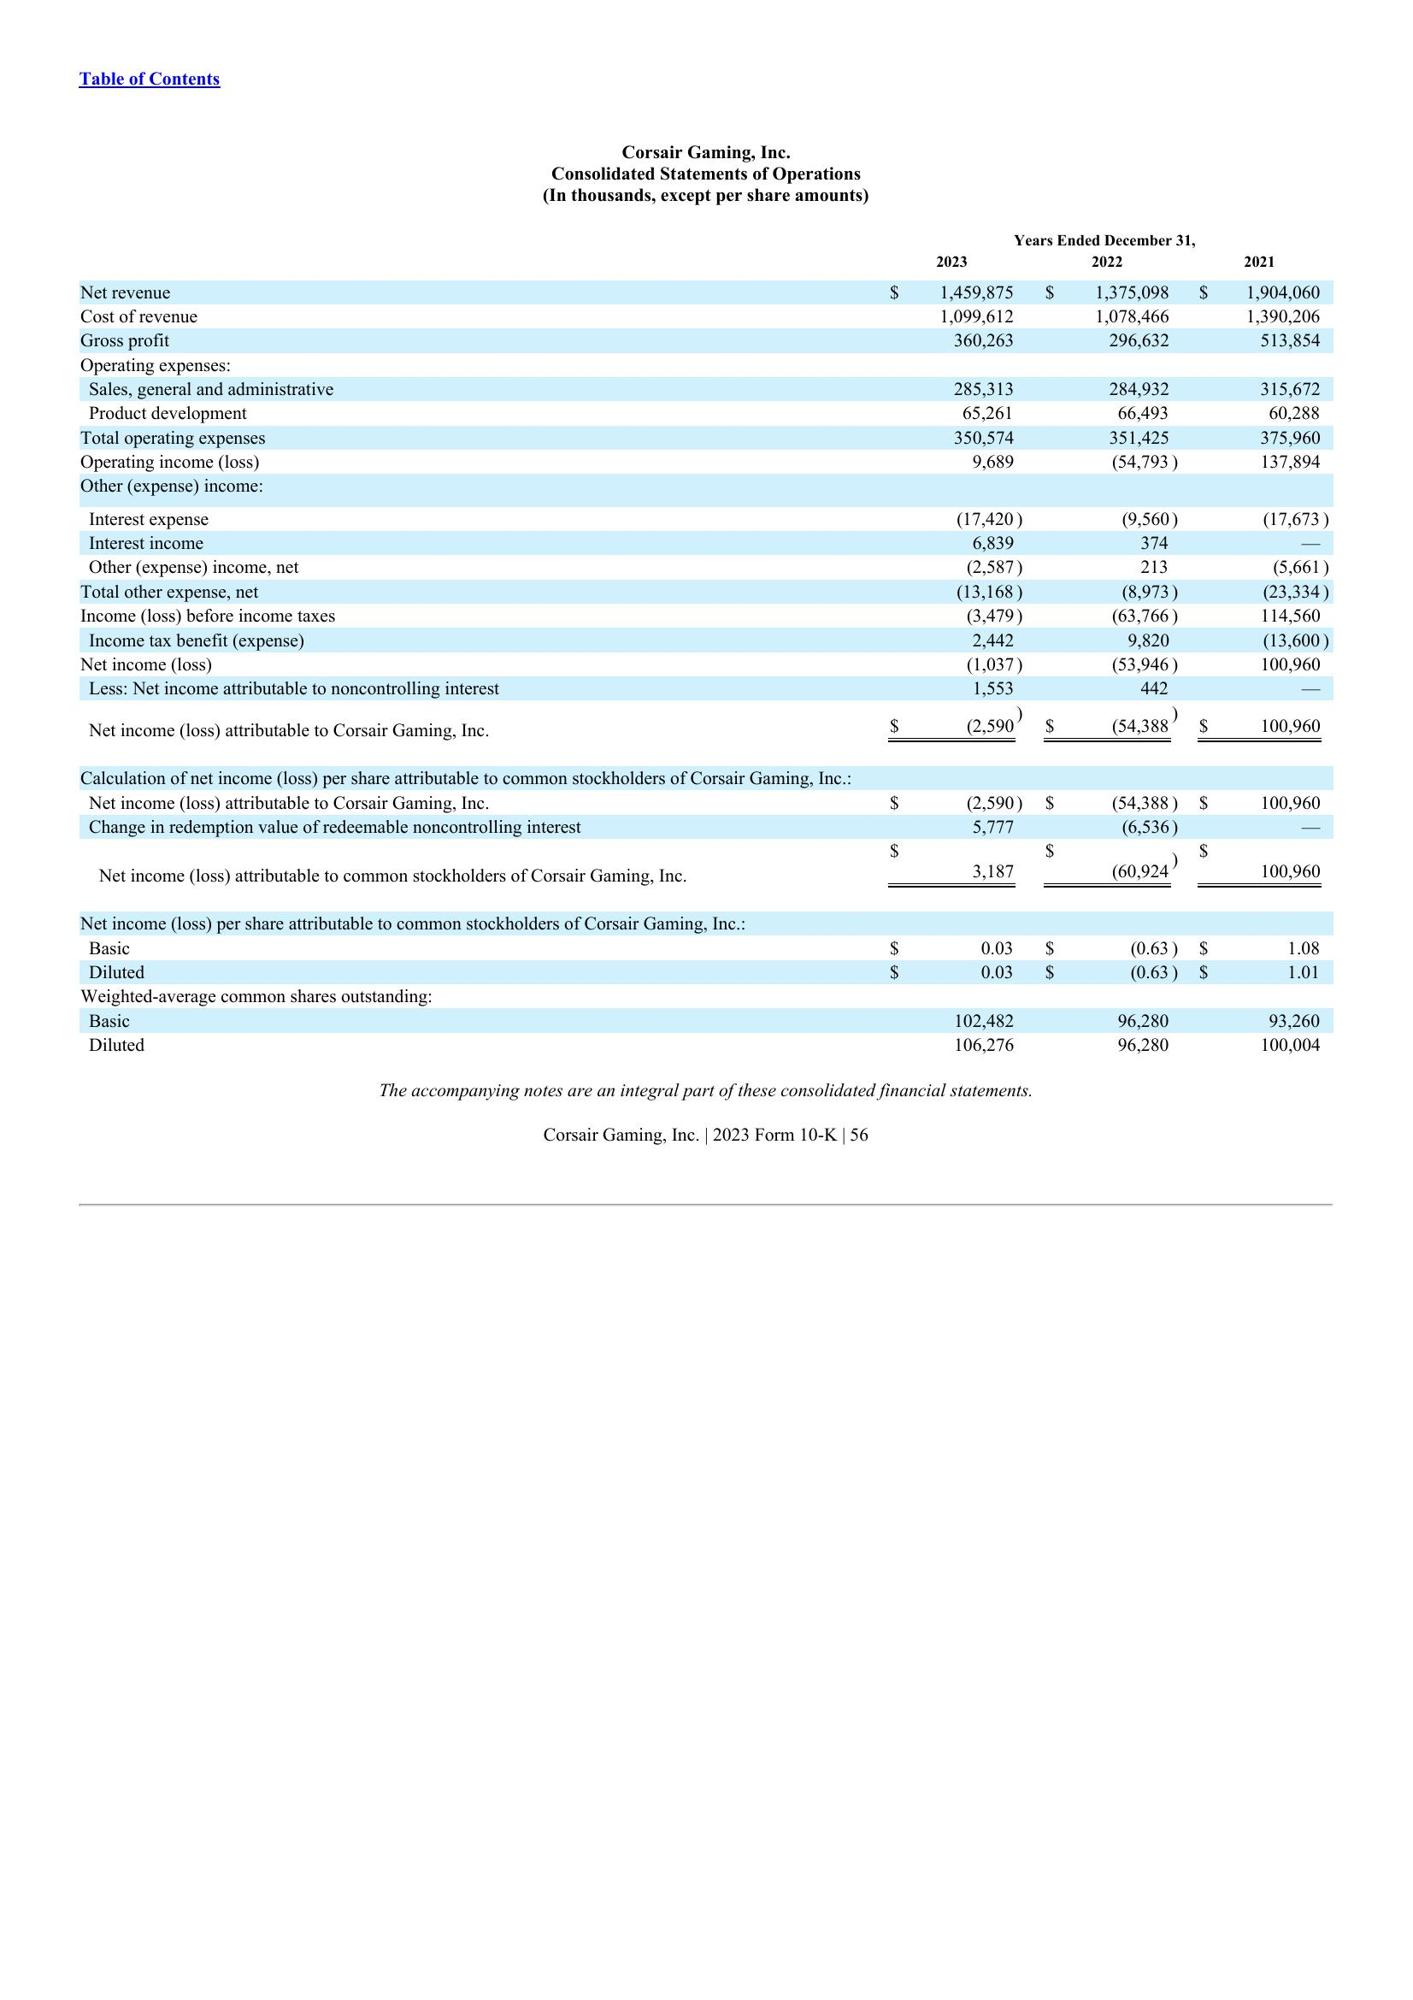 Table of Contents
Corsair Gaming, Inc.
Consolidated Statements of Operations
(In thousands, except per share amounts)
Years Ended December 31,
2023 2022 2021
Net revenue $ 1,459,875 $ 1,375,098 $ 1,904,060
Cost of revenue 1,099,612 1,078,466 1,390,206
Gross profit 360,263 296,632 513,854
Operating expenses:
Sales, general and administrative 285,313 284,932 315,672
Product development 65,261 66,493 60,288
Total operating expenses 350,574 351,425 375,960
Operating income (loss) 9,689 (54,793 ) 137,894
Other (expense) income:
Interest expense (17,420 ) (9,560 ) (17,673 )
Interest income 6,839 374 —
Other (expense) income, net (2,587 ) 213 (5,661 )
Total other expense, net (13,168 ) (8,973 ) (23,334 )
Income (loss) before income taxes (3,479 ) (63,766 ) 114,560
Income tax benefit (expense) 2,442 9,820 (13,600 )
Net income (loss) (1,037 ) (53,946 ) 100,960
Less: Net income attributable to noncontrolling interest 1,553 442 —
Net income (loss) attributable to Corsair Gaming, Inc. $ (2,590 ) $ (54,388 ) $ 100,960
Calculation of net income (loss) per share attributable to common stockholders of Corsair Gaming, Inc.:
Net income (loss) attributable to Corsair Gaming, Inc. $ (2,590 ) $ (54,388 ) $ 100,960
Change in redemption value of redeemable noncontrolling interest 5,777 (6,536 ) —
Net income (loss) attributable to common stockholders of Corsair Gaming, Inc. $ 3,187 $ (60,924 ) $ 100,960
Net income (loss) per share attributable to common stockholders of Corsair Gaming, Inc.:
Basic $ 0.03 $ (0.63 ) $ 1.08
Diluted $ 0.03 $ (0.63 ) $ 1.01
Weighted-average common shares outstanding:
Basic 102,482 96,280 93,260
Diluted 106,276 96,280 100,004
The accompanying notes are an integral part of these consolidated financial statements.
Corsair Gaming, Inc. | 2023 Form 10-K | 56